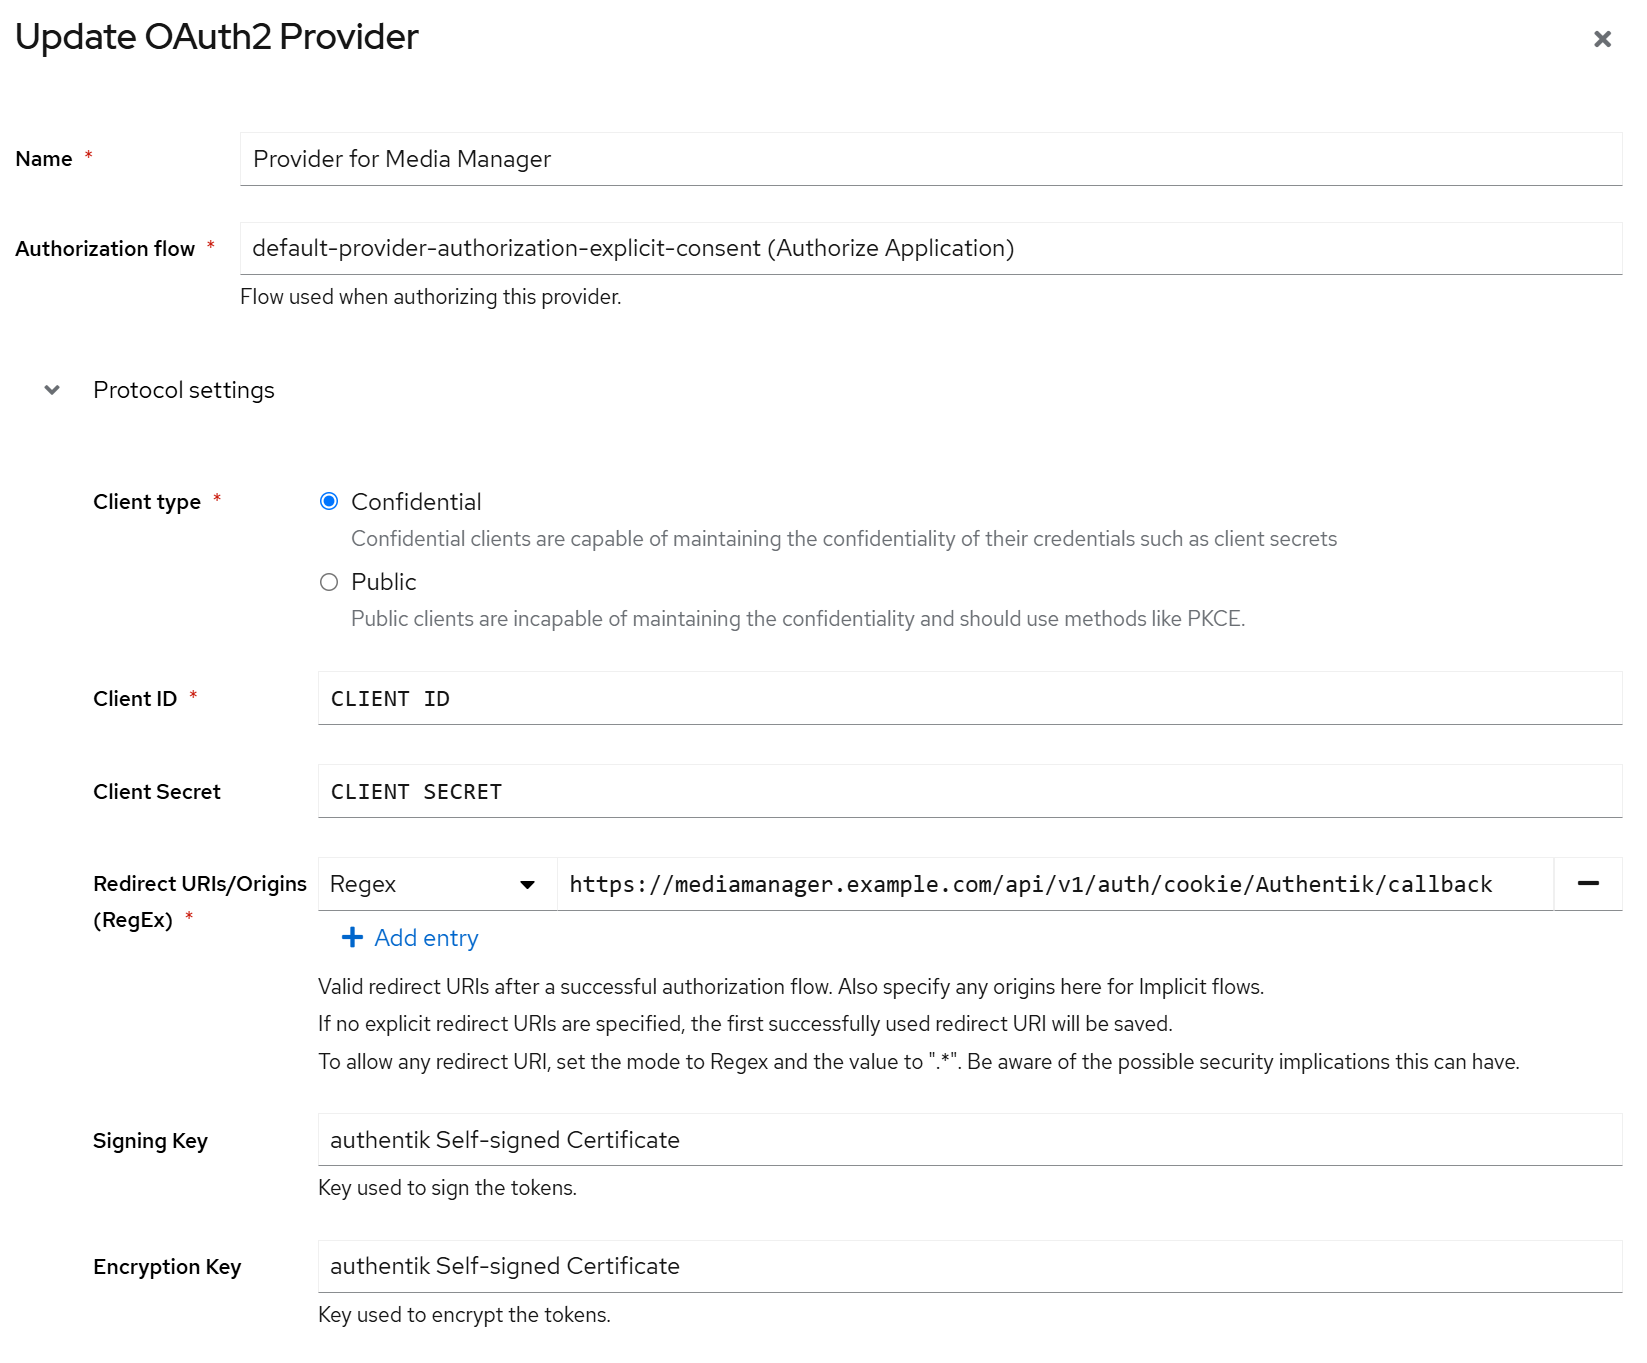 Update OAuth2 Provider
Name *
Provider for Media Manager
Authorization flow *
default-provider-authorization-explicit-consent (Authorize Application)
Flow used when authorizing this provider.
Protocol settings
Client type *
Confidential
Confidential clients are capable of maintaining the confidentiality of their credentials such as client secrets
Public
Public clients are incapable of maintaining the confidentiality and should use methods like PKCE.
Client ID *
CLIENT ID
Client Secret
CLIENT SECRET
Redirect URIs/Origins
(RegEx) *
Regex
https://mediamanager.example.com/api/v1/auth/cookie/Authentik/callback
Add entry
Valid redirect URIs after a successful authorization flow. Also specify any origins here for Implicit flows.
If no explicit redirect URIs are specified, the first successfully used redirect URI will be saved.
To allow any redirect URI, set the mode to Regex and the value to ".*". Be aware of the possible security implications this can have.
Signing Key
authentik Self-signed Certificate
Key used to sign the tokens.
Encryption Key
authentik Self-signed Certificate
Key used to encrypt the tokens.